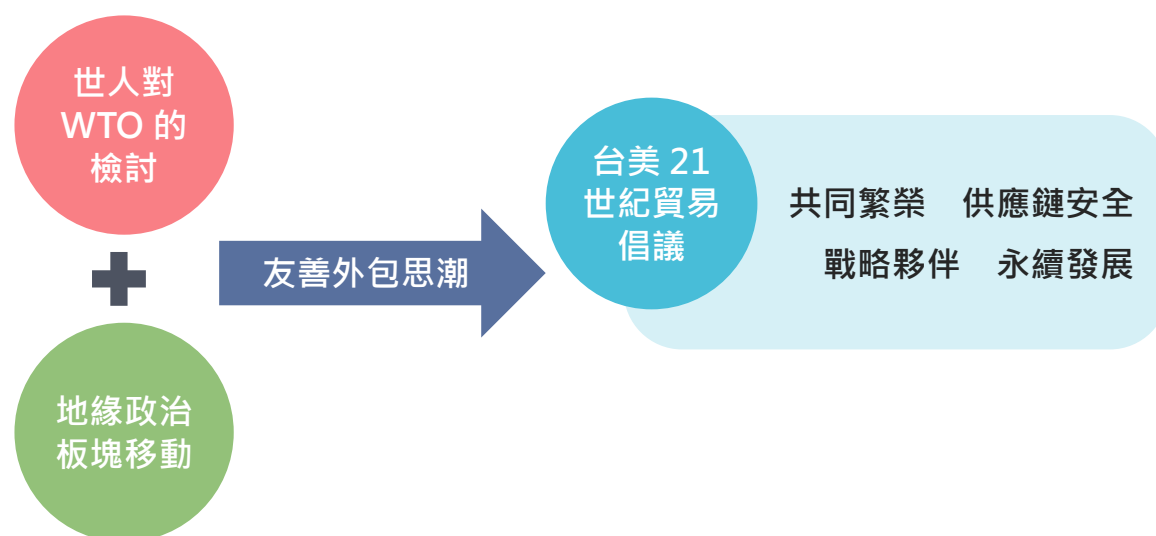 世人對
WTO 的
檢討
地緣政治
板塊移動
友善外包思潮
台美 21
世紀貿易
倡議
共同繁榮　供應鏈安全
戰略夥伴　永續發展